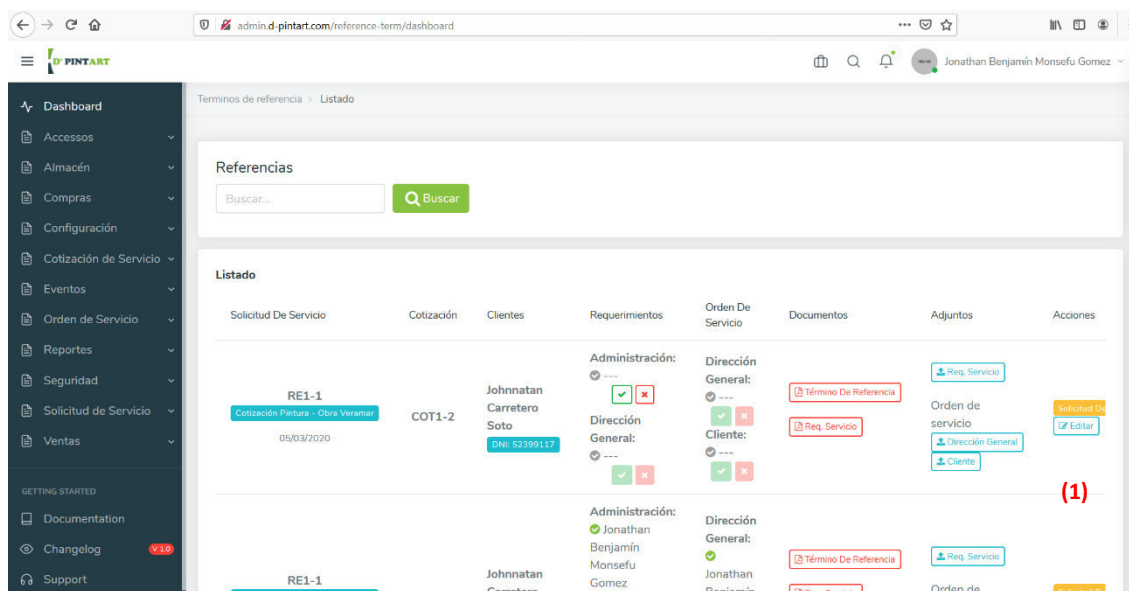 admin.d-pintart.com/reference-term/dashboard
D' PINTART
Jonathan Benjamín Monsefu Gomez
Dashboard
Accessos
Almacén
Compras
Configuración
Cotización de Servicio
Eventos
Orden de Servicio
Reportes
Seguridad
Solicitud de Servicio
Ventas
GETTING STARTED
Documentation
Changelog V 1.0
Support
Terminos de referencia > Listado
Referencias
Buscar...
Buscar
Listado
Solicitud De Servicio
Cotización
Clientes
Requerimientos
Orden De
Servicio
Documentos
Adjuntos
Acciones
RE1-1
Cotización Pintura - Obra Veramar
05/03/2020
COT1-2
Johnnatan
Carretero
Soto
DNI: 52399117
Administración:
---
Dirección
General:
---
Dirección
General:
---
Cliente:
---
Término De Referencia
Req. Servicio
Req. Servicio
Orden de
servicio
Dirección General
Cliente
Solicitud De
Editar
(1)
RE1-1
Johnnatan
Carretero
Administración:
Jonathan
Benjamín
Monsefu
Gomez
Dirección
General:
Jonathan
Benjamín
Término De Referencia
Req. Servicio
Orden de